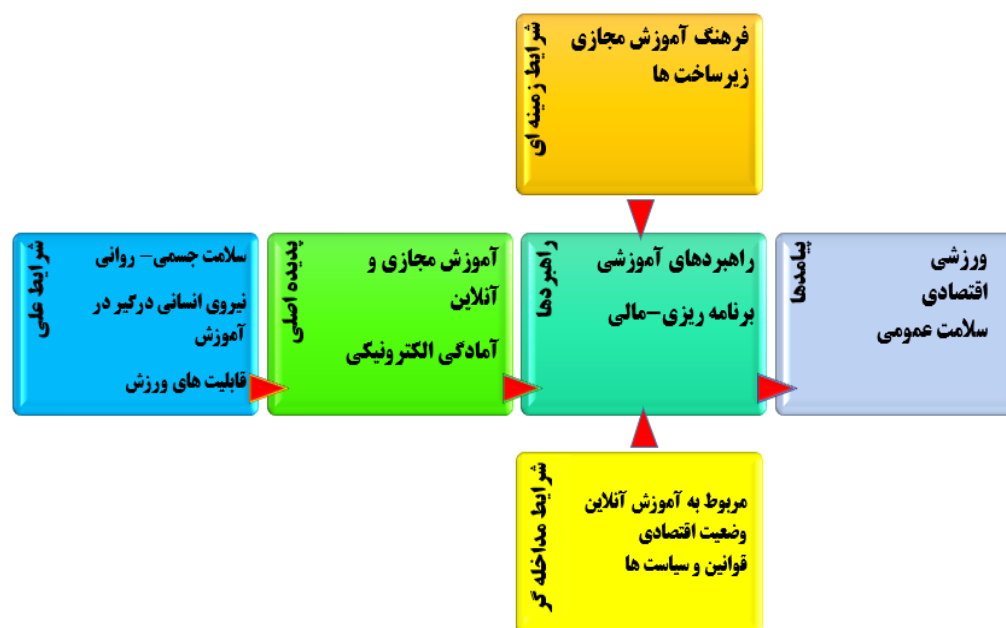 شرایط زمینه ای
فرهنگ آموزش مجازی
زیرساخت ها
شرایط علی
سلامت جسمی- روانی
نیروی انسانی درگیر در
آموزش
قابلیت های ورزش
پدیده اصلی
آموزش مجازی و
آنلاین
آمادگی الکترونیکی
راهبردها
راهبردهای آموزشی
برنامه ریزی-مالی
پیامدها
ورزشی
اقتصادی
سلامت عمومی
شرایط مداخله گر
مربوط به آموزش آنلاین
وضعیت اقتصادی
قوانین و سیاست ها